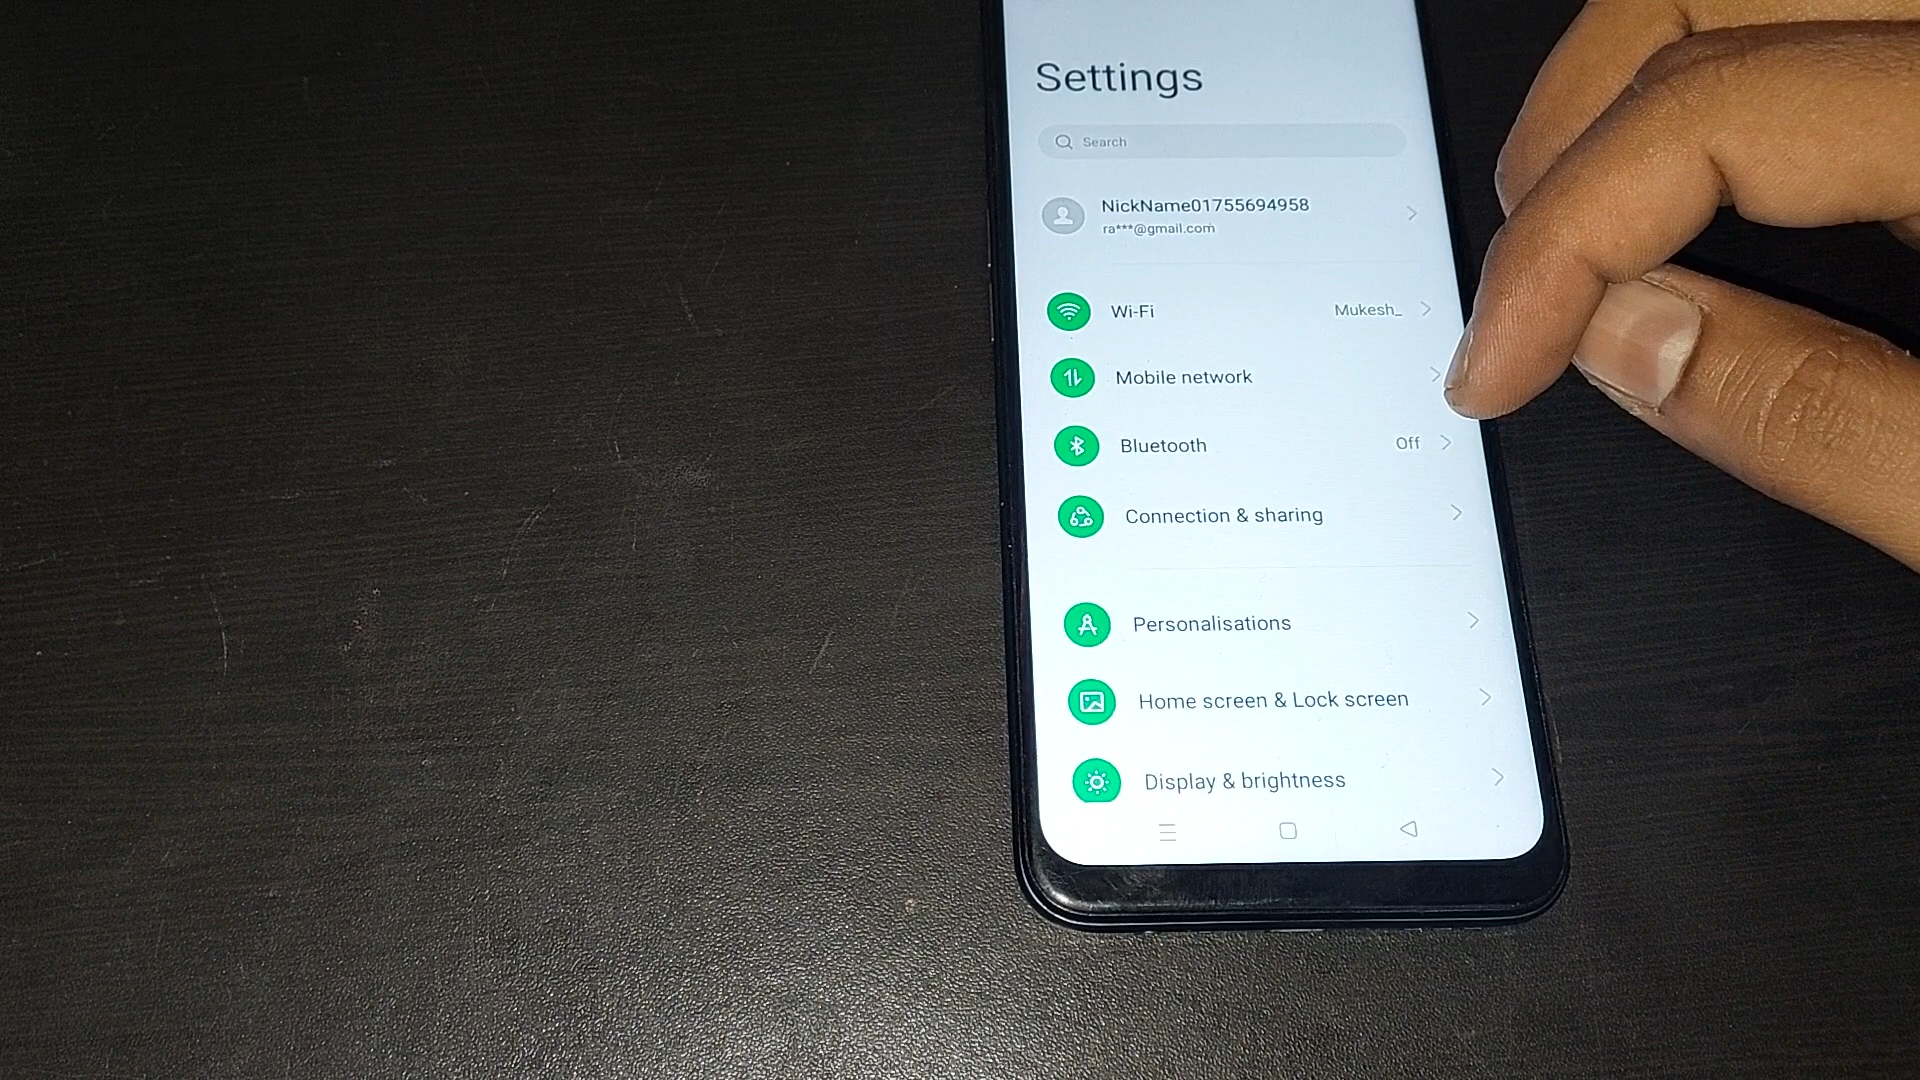 Settings
Search
NickName01755694958
ra***@gmail.com
Wi-Fi Mukesh_
Mobile network
Bluetooth Off
Connection & sharing
Personalisations
Home screen & Lock screen
Display & brightness